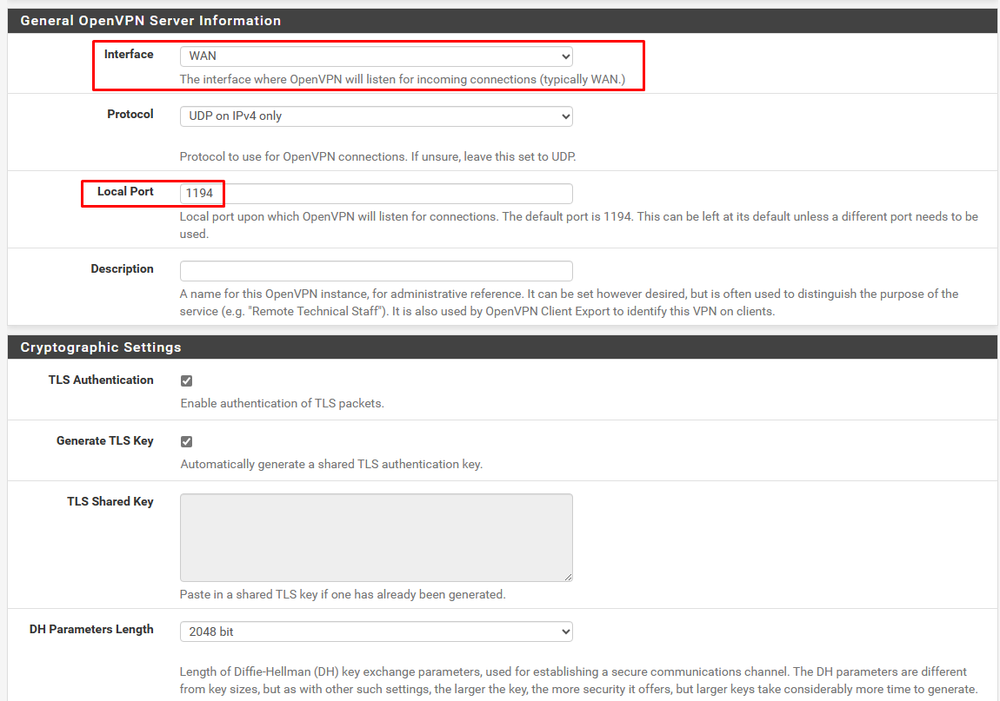 General OpenVPN Server Information
Interface
WAN
The interface where OpenVPN will listen for incoming connections (typically WAN.)
Protocol
UDP on IPv4 only
Protocol to use for OpenVPN connections. If unsure, leave this set to UDP.
Local Port
1194
Local port upon which OpenVPN will listen for connections. The default port is 1194. This can be left at its default unless a different port needs to be
used.
Description
A name for this OpenVPN instance, for administrative reference. It can be set however desired, but is often used to distinguish the purpose of the
service (e.g. "Remote Technical Staff"). It is also used by OpenVPN Client Export to identify this VPN on clients.
Cryptographic Settings
TLS Authentication
Enable authentication of TLS packets.
Generate TLS Key
Automatically generate a shared TLS authentication key.
TLS Shared Key
Paste in a shared TLS key if one has already been generated.
DH Parameters Length
2048 bit
Length of Diffie-Hellman (DH) key exchange parameters, used for establishing a secure communications channel. The DH parameters are different
from key sizes, but as with other such settings, the larger the key, the more security it offers, but larger keys take considerably more time to generate.